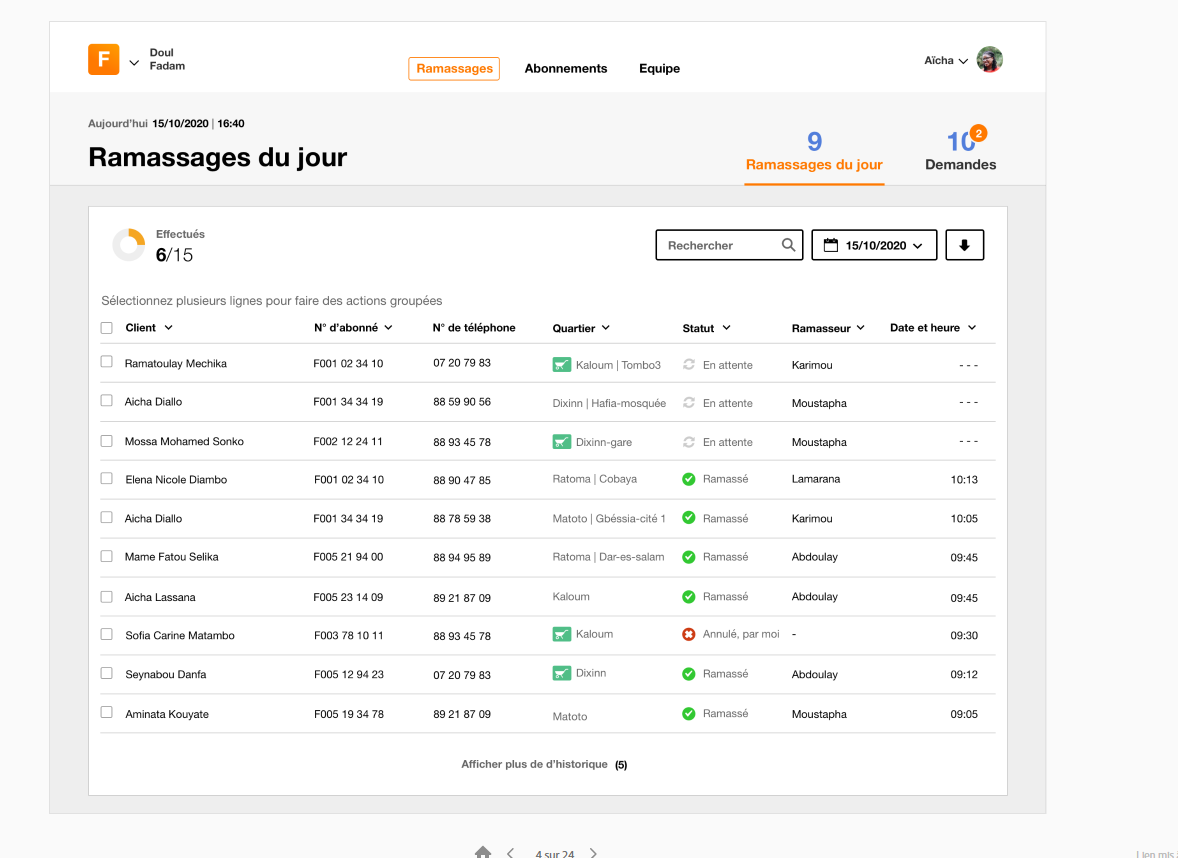 F
Doul
Fadam
Ramassages
Abonnements
Equipe
Aïcha
Aujourd'hui 15/10/2020 | 16:40
Ramassages du jour
9
Ramassages du jour
10
2
Demandes
Effectués
6/15
Rechercher
15/10/2020
Sélectionnez plusieurs lignes pour faire des actions groupées
Client N° d'abonné N° de téléphone Quartier Statut Ramasseur Date et heure
Ramatoulay Mechika F001 02 34 10 07 20 79 83 Kaloum | Tombo3 En attente Karimou - - -
Aicha Diallo F001 34 34 19 88 59 90 56 Dixinn | Hafia-mosquée En attente Moustapha - - -
Mossa Mohamed Sonko F002 12 24 11 88 93 45 78 Dixinn-gare En attente Moustapha - - -
Elena Nicole Diambo F001 02 34 10 88 90 47 85 Ratoma | Cobaya Ramassé Lamarana 10:13
Aicha Diallo F001 34 34 19 88 78 59 38 Matoto | Gbéssia-cité 1 Ramassé Karimou 10:05
Mame Fatou Selika F005 21 94 00 88 94 95 89 Ratoma | Dar-es-salam Ramassé Abdoulay 09:45
Aicha Lassana F005 23 14 09 89 21 87 09 Kaloum Ramassé Abdoulay 09:45
Sofia Carine Matambo F003 78 10 11 88 93 45 78 Kaloum Annulé, par moi - 09:30
Seynabou Danfa F005 12 94 23 07 20 79 83 Dixinn Ramassé Abdoulay 09:12
Aminata Kouyate F005 19 34 78 89 21 87 09 Matoto Ramassé Moustapha 09:05
Afficher plus de d'historique (5)
4 sur 24
Lien mis